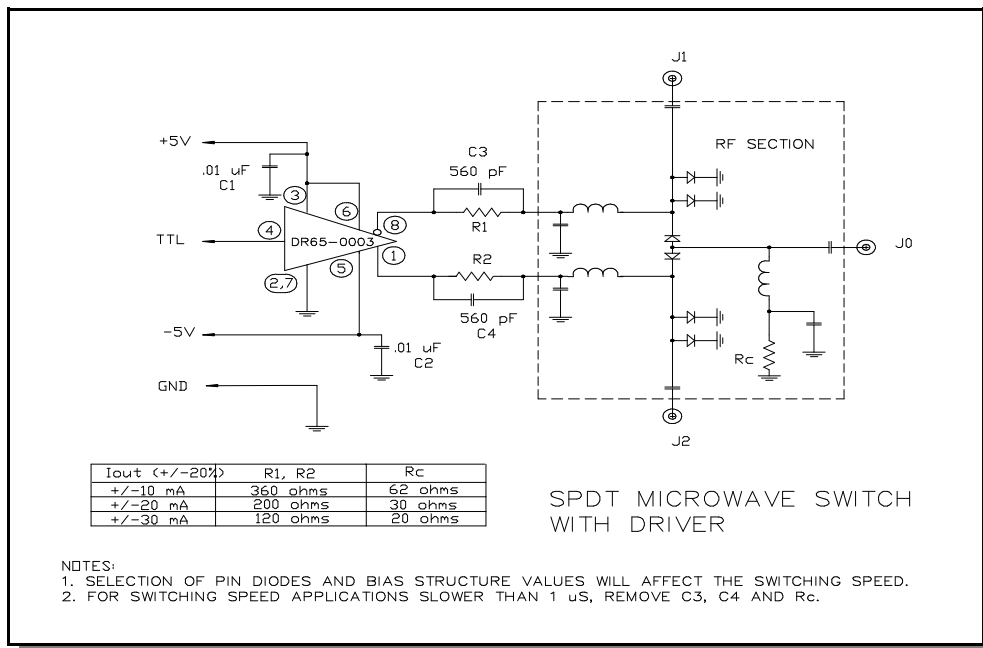 J1
+5V
.01 uF
C1
C3
560 pF
RF SECTION
3
6
8
R1
4
TTL
DR65-0003
J0
1
R2
5
2,7
560 pF
C4
-5V
.01 uF
C2
Rc
GND
J2
Iout (+/-20%) R1, R2 Rc
+/-10 mA 360 ohms 62 ohms
+/-20 mA 200 ohms 30 ohms
+/-30 mA 120 ohms 20 ohms
SPDT MICROWAVE SWITCH
WITH DRIVER
NOTES:
1. SELECTION OF PIN DIODES AND BIAS STRUCTURE VALUES WILL AFFECT THE SWITCHING SPEED.
2. FOR SWITCHING SPEED APPLICATIONS SLOWER THAN 1 uS, REMOVE C3, C4 AND Rc.